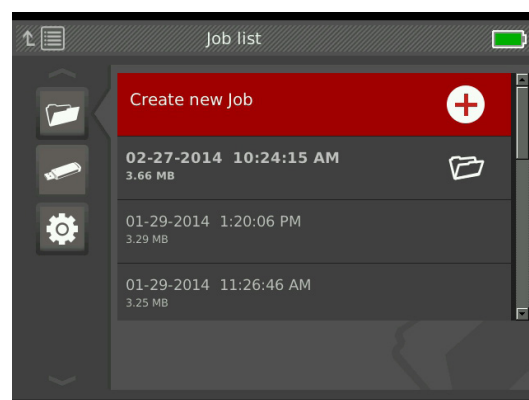 Job list
Create new Job
02-27-2014 10:24:15 AM
3.66 MB
01-29-2014 1:20:06 PM
3.29 MB
01-29-2014 11:26:46 AM
3.25 MB